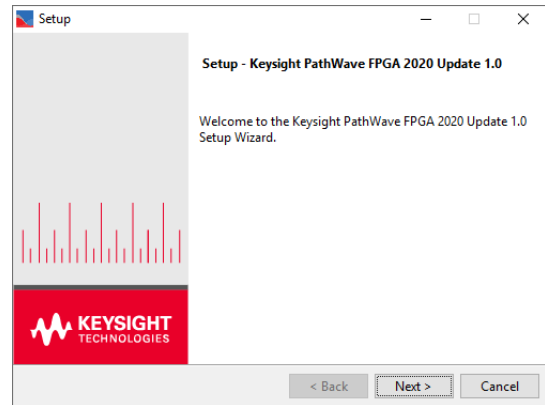 Setup
Setup - Keysight PathWave FPGA 2020 Update 1.0
Welcome to the Keysight PathWave FPGA 2020 Update 1.0
Setup Wizard.
KEYSIGHT
TECHNOLOGIES
< Back
Next >
Cancel